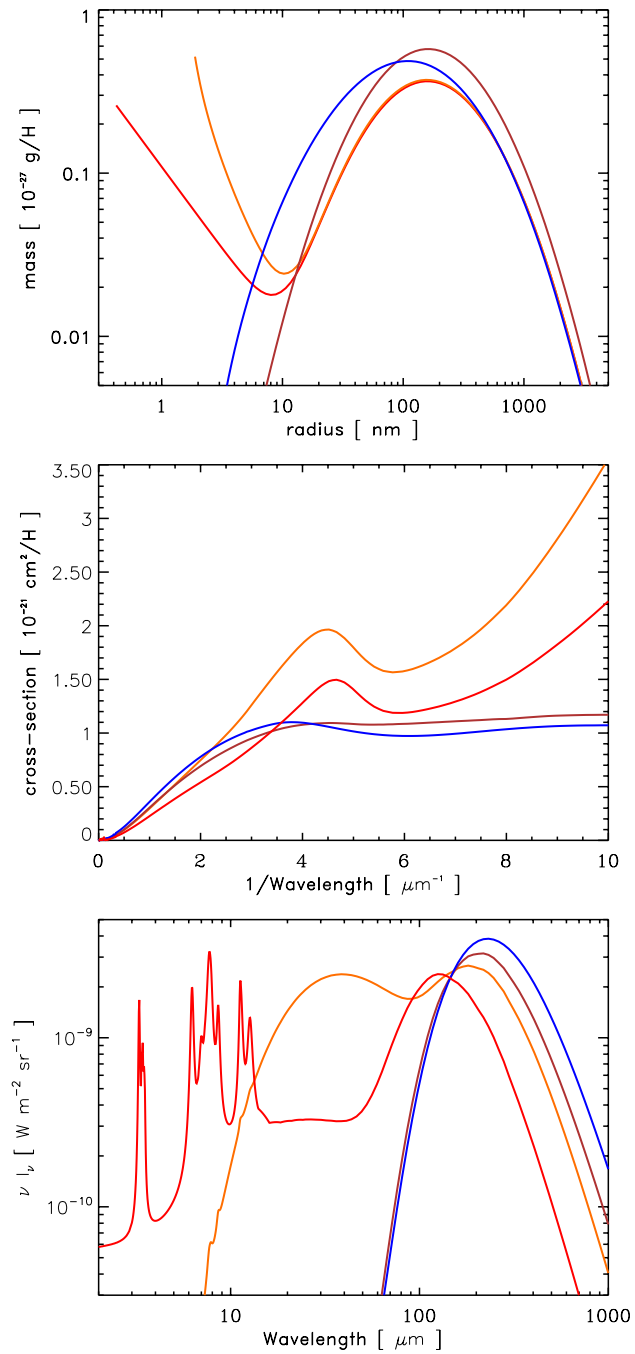 1
0.1
0.01
mass [ 10⁻²⁷ g/H ]
1 10 100 1000
radius [ nm ]
3.50
3
2.50
2
1.50
1
0.50
0
cross-section [ 10⁻²¹ cm²/H ]
0 2 4 6 8 10
1/Wavelength [ μm⁻¹ ]
10⁻⁹
10⁻¹⁰
ν Iᵥ [ W m⁻² sr⁻¹ ]
10 100 1000
Wavelength [ μm ]